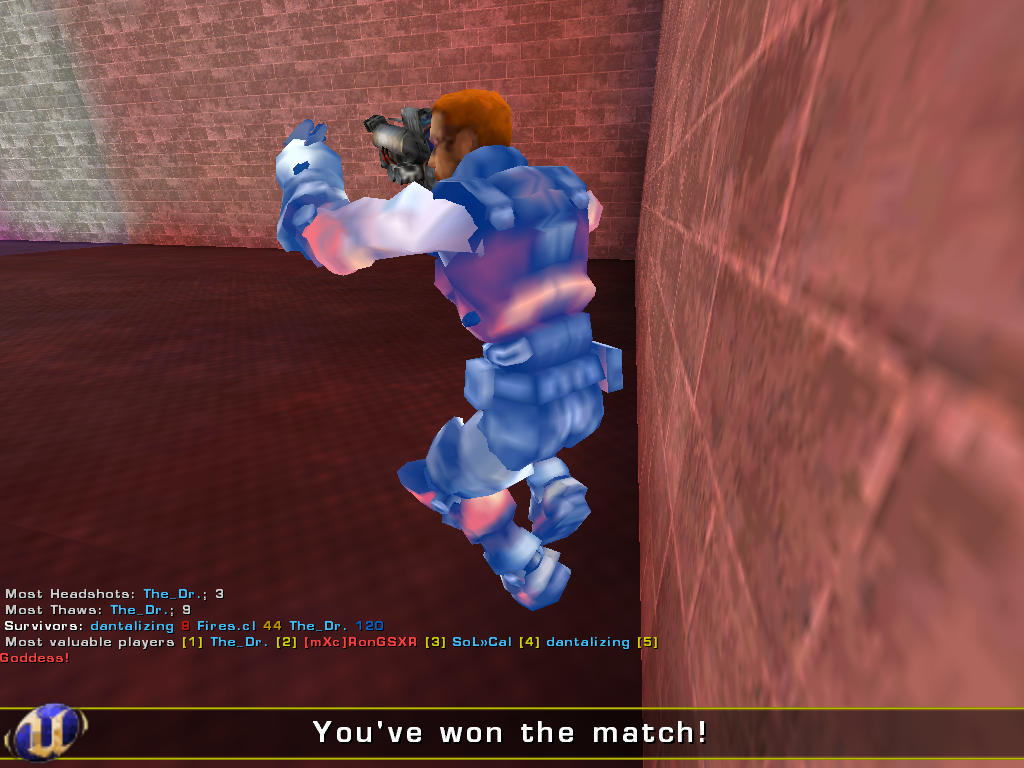 Most Headshots: The_Dr.; 3
Most Thaws: The_Dr.; 9
Survivors: dantalizing 9 Fires.cl 44 The_Dr. 120
Most valuable players [1] The_Dr. [2] [mXc]RonGSXR [3] SoL»Cal [4] dantalizing [5]
Goddess!
You've won the match!